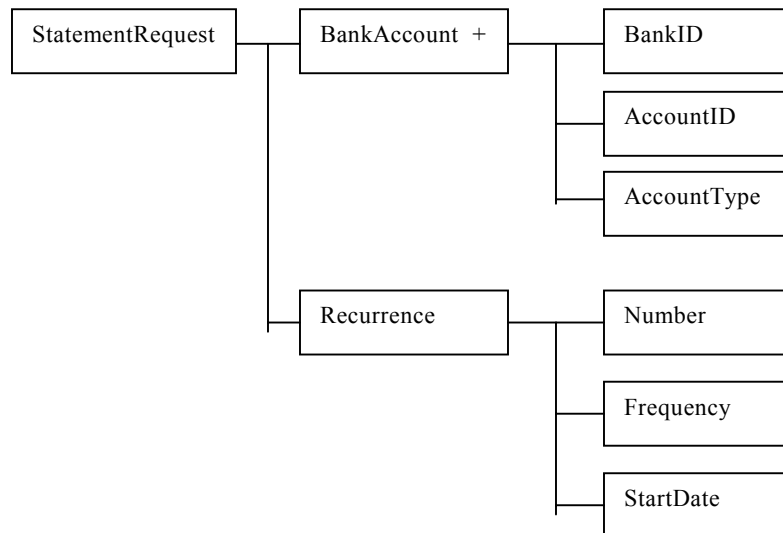 StatementRequest
BankAccount +
BankID
AccountID
AccountType
Recurrence
Number
Frequency
StartDate